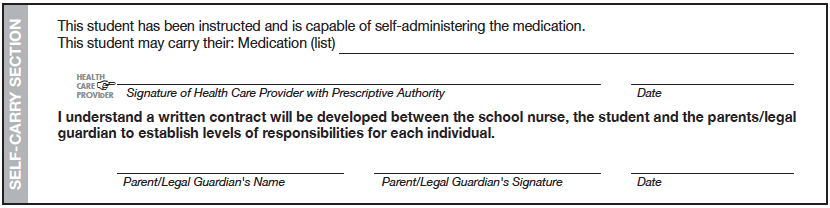 SELF-CARRY SECTION
This student has been instructed and is capable of self-administering the medication.
This student may carry their: Medication (list)
HEALTH
CARE
PROVIDER
Signature of Health Care Provider with Prescriptive Authority
Date
I understand a written contract will be developed between the school nurse, the student and the parents/legal
guardian to establish levels of responsibilities for each individual.
Parent/Legal Guardian's Name
Parent/Legal Guardian's Signature
Date